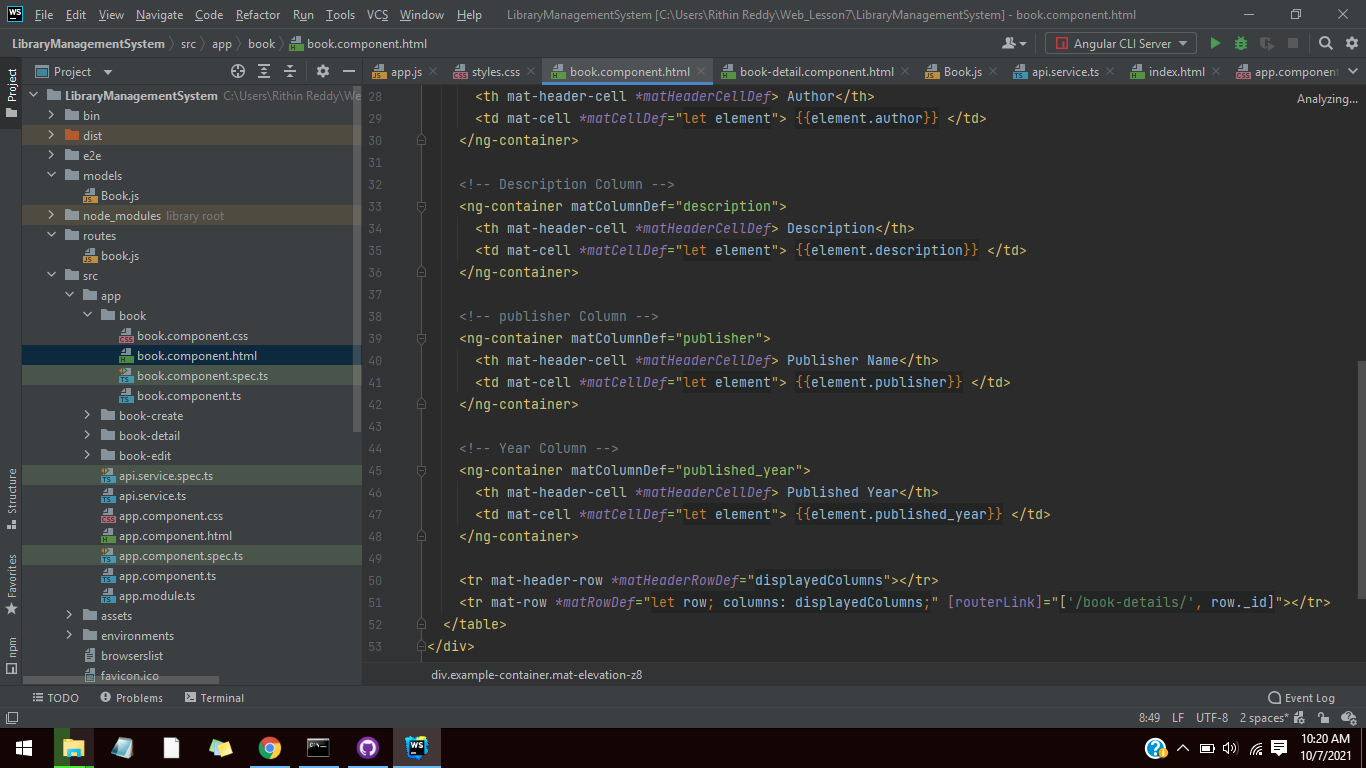 WS File Edit View Navigate Code Refactor Run Tools VCS Window Help LibraryManagementSystem [C:\Users\Rithin Reddy\Web_Lesson7\LibraryManagementSystem] - book.component.html
LibraryManagementSystem src app book book.component.html Angular CLI Server
Project app.js styles.css book.component.html book-detail.component.html Book.js api.service.ts index.html app.component
Project
Structure
Favorites
npm
LibraryManagementSystem C:\Users\Rithin Reddy\We
bin
dist
e2e
models
Book.js
node_modules library root
routes
book.js
src
app
book
book.component.css
book.component.html
book.component.spec.ts
book.component.ts
book-create
book-detail
book-edit
api.service.spec.ts
api.service.ts
app.component.css
app.component.html
app.component.spec.ts
app.component.ts
app.module.ts
assets
environments
browserslist
favicon.ico
Analyzing...
28 <th mat-header-cell *matHeaderCellDef> Author</th>
29 <td mat-cell *matCellDef="let element"> {{element.author}} </td>
30 </ng-container>
31
32 <!-- Description Column -->
33 <ng-container matColumnDef="description">
34 <th mat-header-cell *matHeaderCellDef> Description</th>
35 <td mat-cell *matCellDef="let element"> {{element.description}} </td>
36 </ng-container>
37
38 <!-- publisher Column -->
39 <ng-container matColumnDef="publisher">
40 <th mat-header-cell *matHeaderCellDef> Publisher Name</th>
41 <td mat-cell *matCellDef="let element"> {{element.publisher}} </td>
42 </ng-container>
43
44 <!-- Year Column -->
45 <ng-container matColumnDef="published_year">
46 <th mat-header-cell *matHeaderCellDef> Published Year</th>
47 <td mat-cell *matCellDef="let element"> {{element.published_year}} </td>
48 </ng-container>
49
50 <tr mat-header-row *matHeaderRowDef="displayedColumns"></tr>
51 <tr mat-row *matRowDef="let row; columns: displayedColumns;" [routerLink]="['/book-details/', row._id]"></tr>
52 </table>
53 </div>
div.example-container.mat-elevation-z8
TODO Problems Terminal Event Log
8:49 LF UTF-8 2 spaces*
10:20 AM
10/7/2021